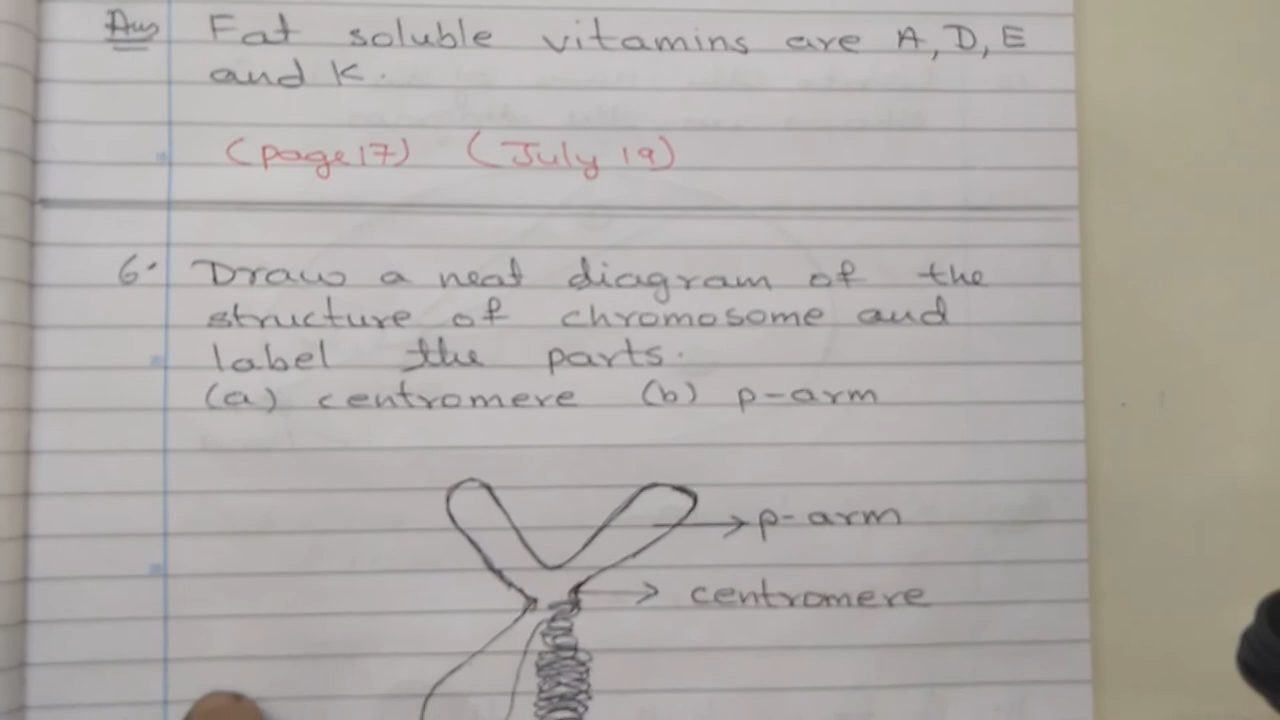 Ans Fat soluble vitamins are A, D, E
and K.
(page 17) (July 19)
6. Draw a neat diagram of the
structure of chromosome and
label the parts.
(a) centromere (b) p-arm
p-arm
centromere